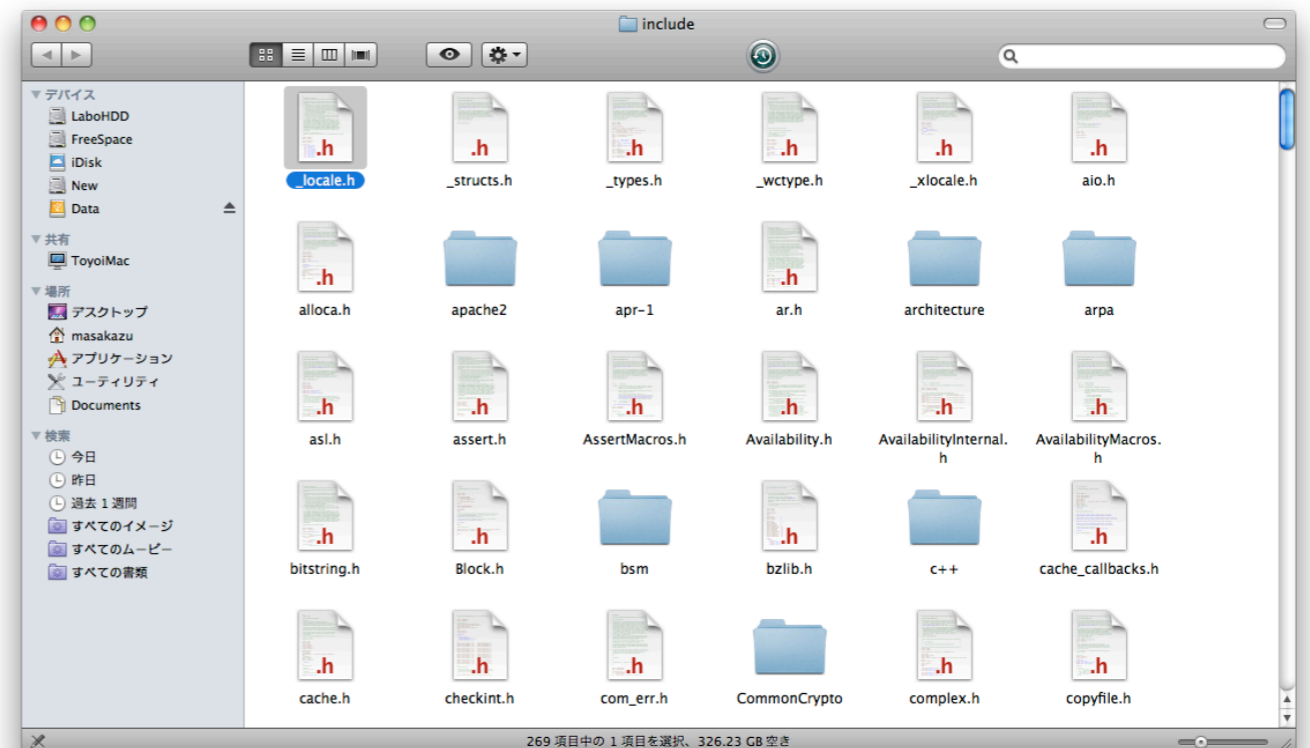 include
デバイス
LaboHDD
FreeSpace
iDisk
New
Data
共有
ToyoiMac
場所
デスクトップ
masakazu
アプリケーション
ユーティリティ
Documents
検索
今日
昨日
過去 1 週間
すべてのイメージ
すべてのムービー
すべての書類
.h .h .h .h .h .h
_locale.h _structs.h _types.h _wctype.h _xlocale.h aio.h
.h .h
alloca.h apache2 apr-1 ar.h architecture arpa
.h .h .h .h .h .h
asl.h assert.h AssertMacros.h Availability.h AvailabilityInternal. AvailabilityMacros.
h h
.h .h .h .h
bitstring.h Block.h bsm bzlib.h c++ cache_callbacks.h
.h .h .h .h .h
cache.h checkint.h com_err.h CommonCrypto complex.h copyfile.h
269 項目中の 1 項目を選択、326.23 GB 空き